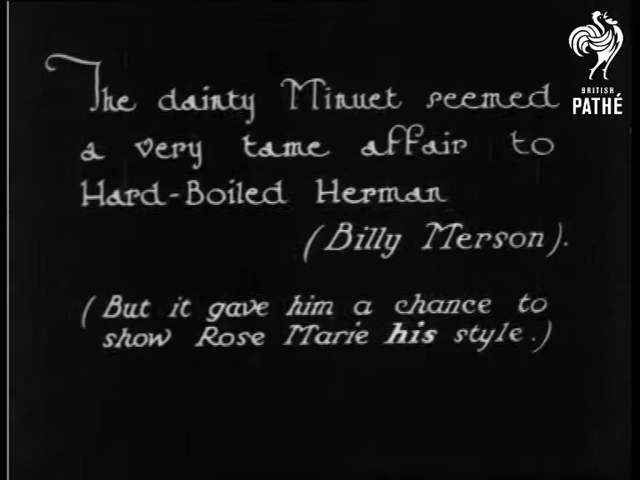 The dainty Minuet seemed
a very tame affair to
Hard-Boiled Herman
(Billy Merson).
(But it gave him a chance to
show Rose Marie his style.)
BRITISH
PATHÉ